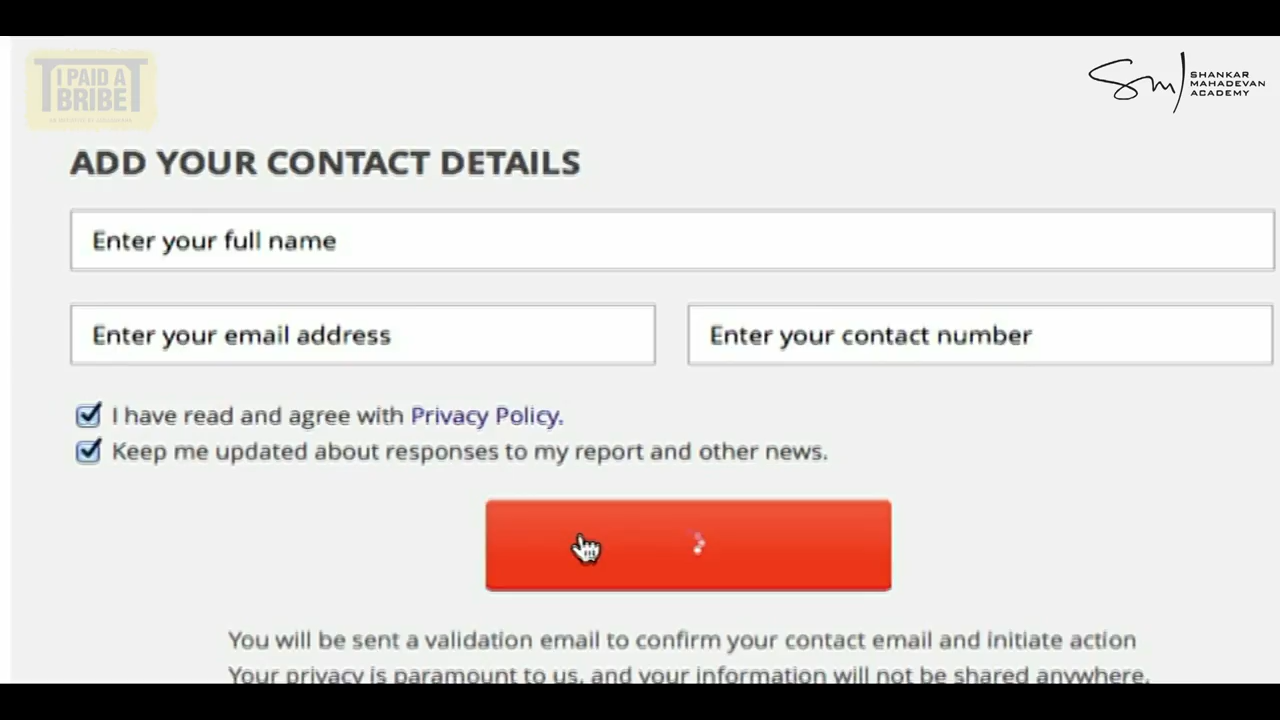 I PAID A
BRIBE
SHANKAR
MAHADEVAN
ACADEMY
ADD YOUR CONTACT DETAILS
Enter your full name
Enter your email address
Enter your contact number
I have read and agree with Privacy Policy.
Keep me updated about responses to my report and other news.
You will be sent a validation email to confirm your contact email and initiate action
Your privacy is paramount to us, and your information will not be shared anywhere.